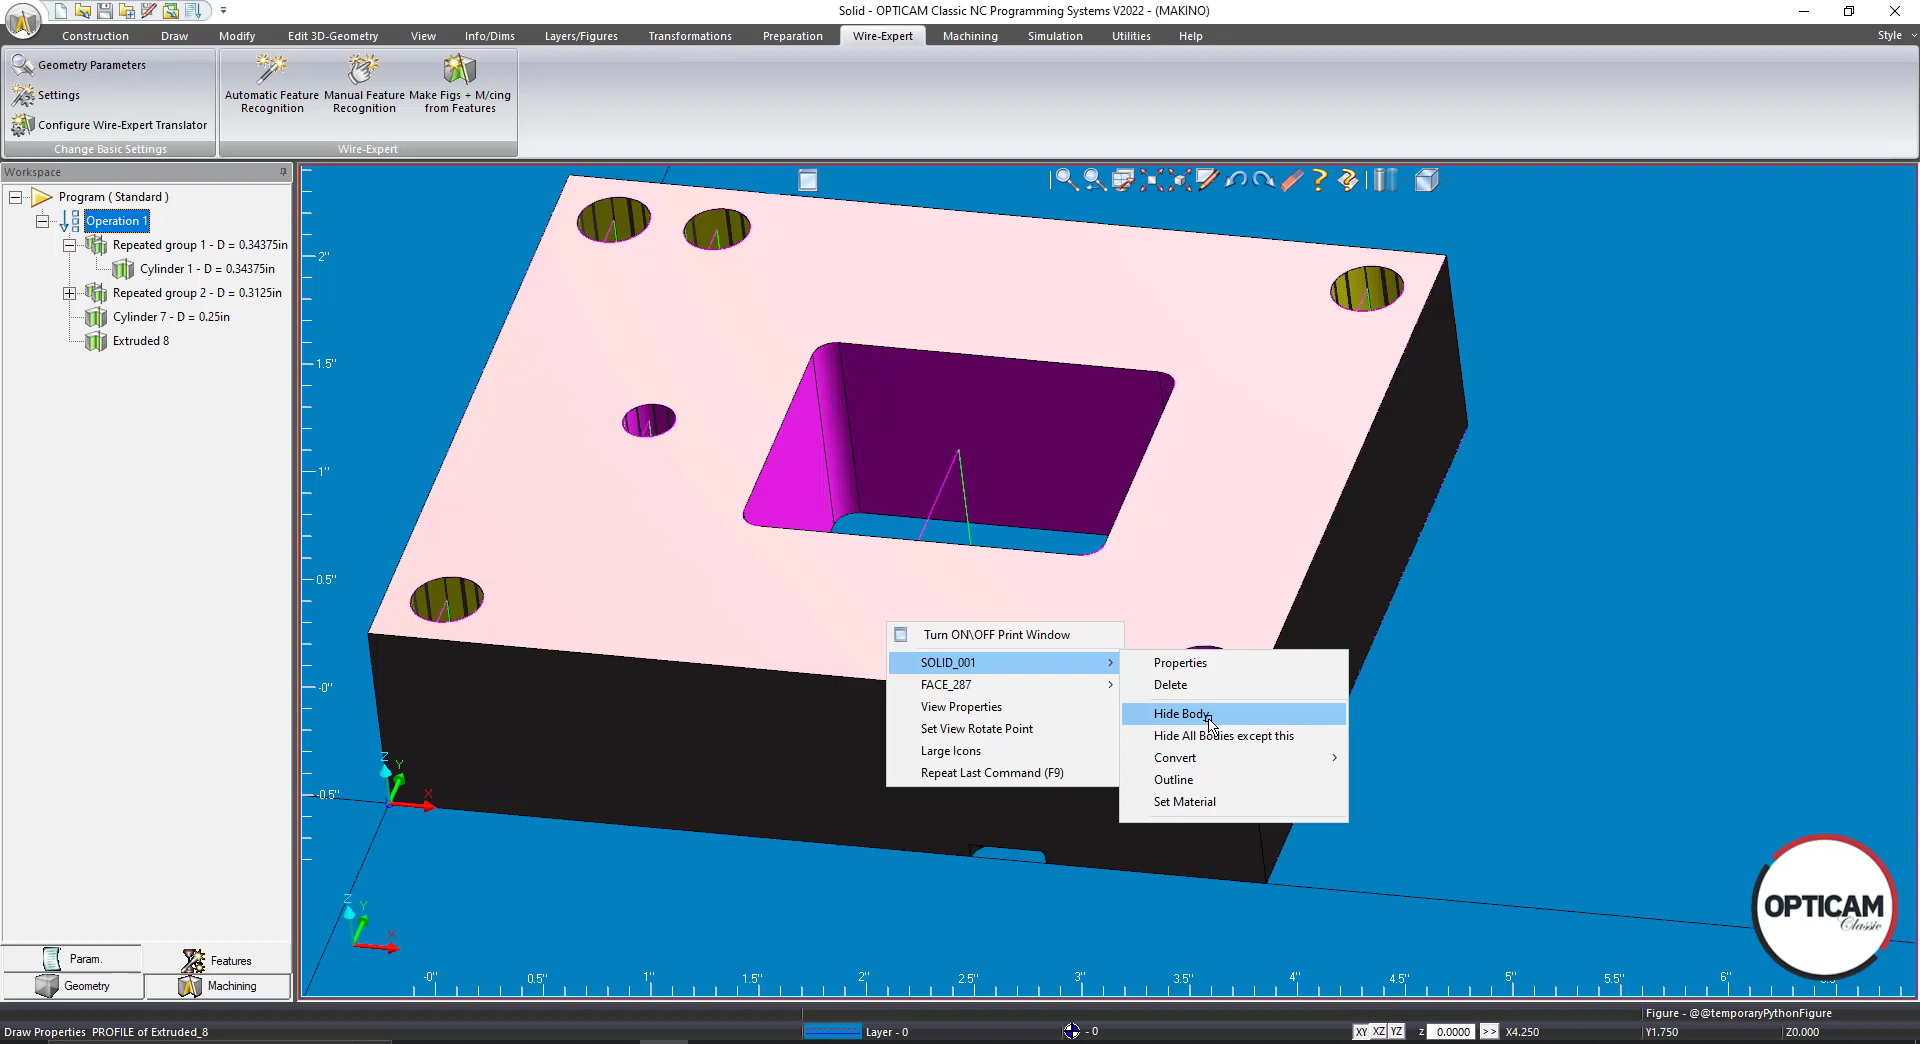 Solid - OPTICAM Classic NC Programming Systems V2022 - (MAKINO)
Construction Draw Modify Edit 3D-Geometry View Info/Dims Layers/Figures Transformations Preparation Wire-Expert Machining Simulation Utilities Help Style
Geometry Parameters
Settings
Configure Wire-Expert Translator
Change Basic Settings
Automatic Feature Recognition
Manual Feature Recognition
Make Figs + M/cing from Features
Wire-Expert
Workspace
Program ( Standard )
Operation 1
Repeated group 1 - D = 0.34375in
Cylinder 1 - D = 0.34375in
Repeated group 2 - D = 0.3125in
Cylinder 7 - D = 0.25in
Extruded 8
2"
1.5"
1"
0.5"
-0"
-0.5"
Z Y X
Z Y X
Turn ON\OFF Print Window
SOLID_001
FACE_287
View Properties
Set View Rotate Point
Large Icons
Repeat Last Command (F9)
Properties
Delete
Hide Body
Hide All Bodies except this
Convert
Outline
Set Material
OPTICAM
Classic
-0" 0.5" 1" 1.5" 2" 2.5" 3" 3.5" 4" 4.5" 5" 5.5" 6"
Param.
Features
Geometry
Machining
Figure - @@temporaryPythonFigure
Draw Properties PROFILE of Extruded_8
Layer - 0
- 0
XY XZ YZ z 0.0000 >> X4.250 Y1.750 Z0.000